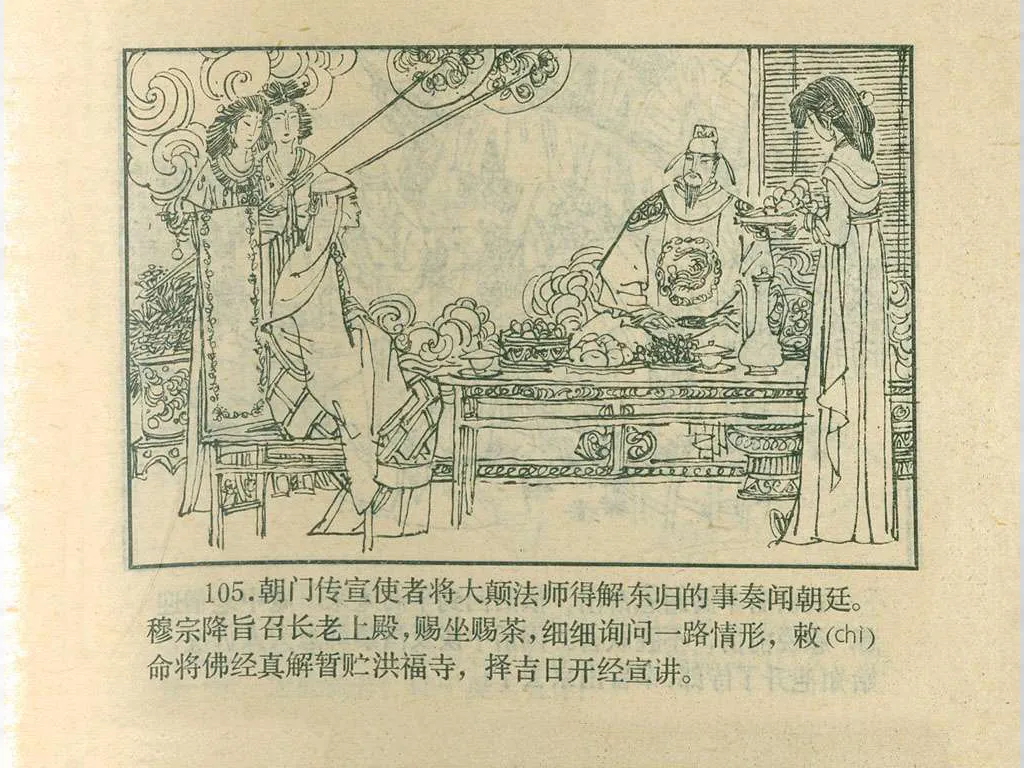 105.朝门传宣使者将大颠法师得解东归的事奏闻朝廷。
穆宗降旨召长老上殿，赐坐赐茶，细细询问一路情形，敕(chì)
命将佛经真解暂贮洪福寺，择吉日开经宣讲。